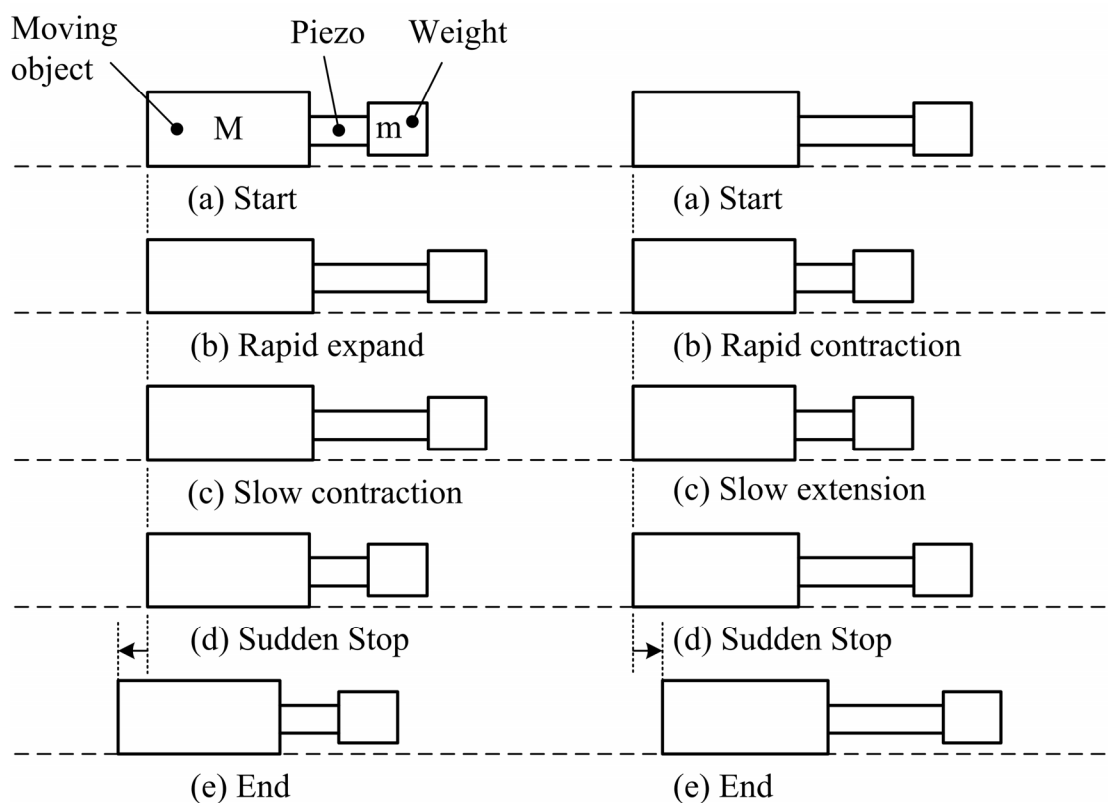 Moving
object
Piezo
Weight
M
m
(a) Start
(a) Start
(b) Rapid expand
(b) Rapid contraction
(c) Slow contraction
(c) Slow extension
(d) Sudden Stop
(d) Sudden Stop
(e) End
(e) End